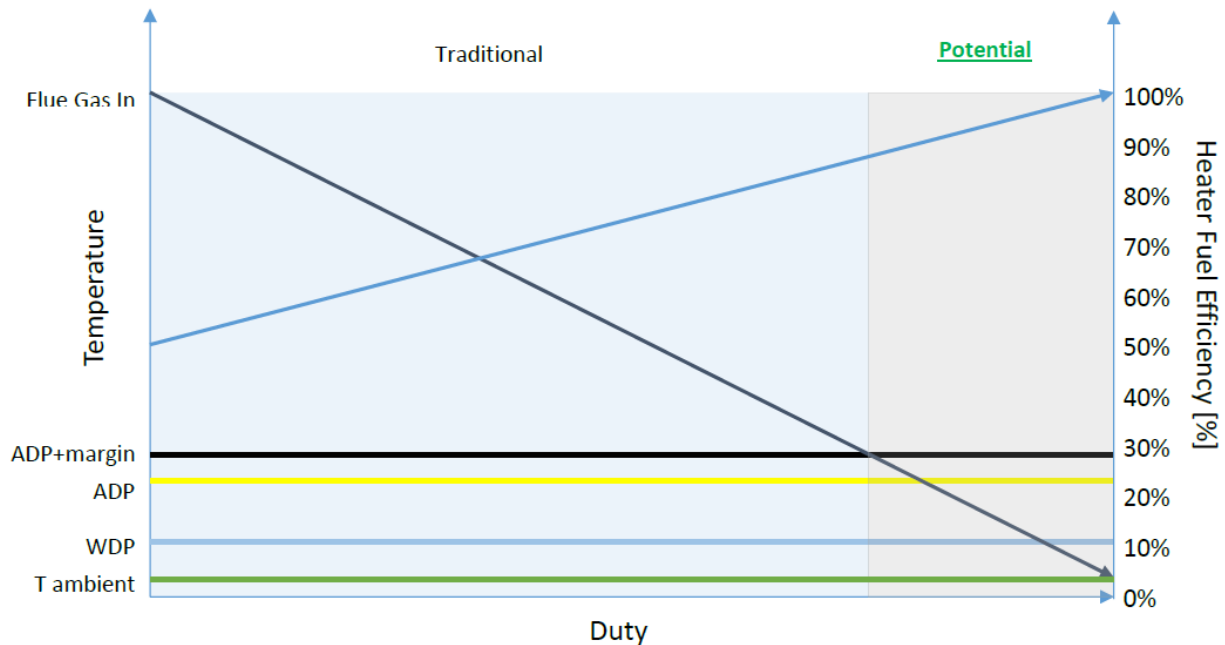 Traditional
Potential
Flue Gas In
ADP+margin
ADP
WDP
T ambient
Temperature
Duty
100%
90%
80%
70%
60%
50%
40%
30%
20%
10%
0%
Heater Fuel Efficiency [%]